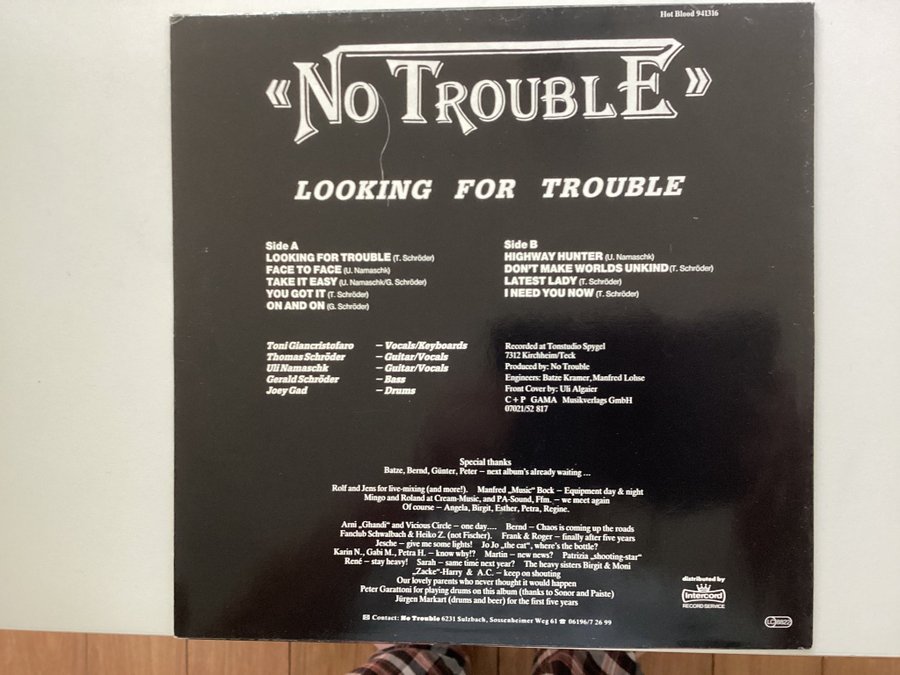 Hot Blood 941316
«NO TROUBLE»
LOOKING FOR TROUBLE
Side A
LOOKING FOR TROUBLE (T. Schröder)
FACE TO FACE (U. Namaschk)
TAKE IT EASY (U. Namaschk/G. Schröder)
YOU GOT IT (T. Schröder)
ON AND ON (G. Schröder)
Side B
HIGHWAY HUNTER (U. Namaschk)
DON'T MAKE WORLDS UNKIND (T. Schröder)
LATEST LADY (T. Schröder)
I NEED YOU NOW (T. Schröder)
Toni Giancristofaro – Vocals/Keyboards
Thomas Schröder – Guitar/Vocals
Uli Namaschk – Guitar/Vocals
Gerald Schröder – Bass
Joey Gad – Drums
Recorded at Tonstudio Spygel
7312 Kirchheim/Teck
Produced by: No Trouble
Engineers: Batze Kramer, Manfred Lohse
Front Cover by: Uli Algaier
C + P GAMA Musikverlags GmbH
07021/52 817
Special thanks
Batze, Bernd, Günter, Peter – next album's already waiting ...
Rolf and Jens for live-mixing (and more!). Manfred „Music" Bock – Equipment day & night
Mingo and Roland at Cream-Music, and PA-Sound, Ffm. – we meet again
Of course – Angela, Birgit, Esther, Petra, Regine.
Arni „Ghandi" and Vicious Circle – one day.... Bernd – Chaos is coming up the roads
Fanclub Schwalbach & Heiko Z. (not Fischer). Frank & Roger – finally after five years
Jesche – give me some lights! Jo Jo „the cat", where's the bottle?
Karin N., Gabi M., Petra H. – know why!? Martin – new news? Patrizia „shooting-star"
René – stay heavy! Sarah – same time next year? The heavy sisters Birgit & Moni
„Zacke"-Harry & A.C. – keep on shouting
Our lovely parents who never thought it would happen
Peter Garattoni for playing drums on this album (thanks to Sonor and Paiste)
Jürgen Markart (drums and beer) for the first five years
✉ Contact: No Trouble 6231 Sulzbach, Sossenheimer Weg 61 ☎ 06196/7 26 99
distributed by
Intercord
RECORD SERVICE
LC 8822